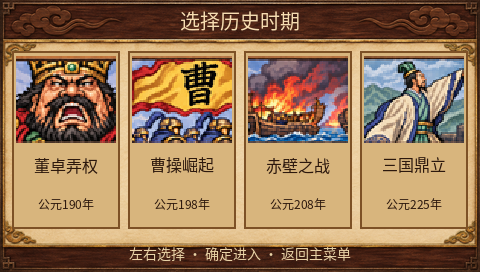 选择历史时期
曹
董卓弄权
曹操崛起
赤壁之战
三国鼎立
公元190年
公元198年
公元208年
公元225年
左右选择 · 确定进入 · 返回主菜单